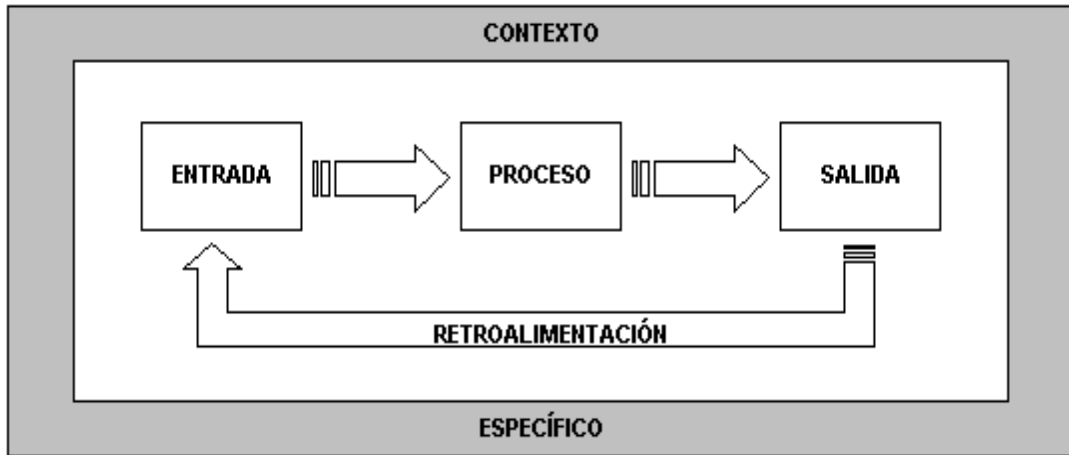 CONTEXTO
ENTRADA
PROCESO
SALIDA
RETROALIMENTACIÓN
ESPECÍFICO